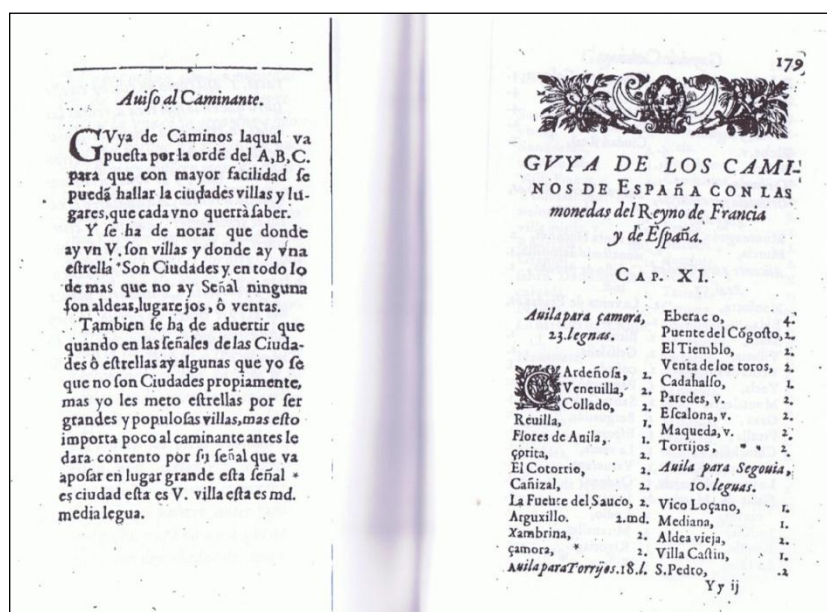 Auiſo al Caminante.
GVya de Caminos laqual va
pueſta por la ordē del A,B,C.
para que con mayor facilidad ſe
puedā hallar la ciudades villas y lu-
gares, que cada vno querrà ſaber.
Y ſe ha de notar que donde
ay vn V. ſon villas y donde ay vna
eſtrella * Son Ciudades y en todo lo
de mas que no ay Señal ninguna
ſon aldeas, lugarejos, ô ventas.
Tambien ſe ha de aduertir que
quando en las ſeñales de las Ciuda-
des ô eſtrellas ay algunas que yo ſe
que no ſon Ciudades propiamente,
mas yo les meto eſtrellas por ſer
grandes y populoſas villas, mas eſto
importa poco al caminante antes le
dara contento por ſu ſeñal que va
apoſar en lugar grande eſta ſeñal *
es ciudad eſta es V. villa eſta es md.
media legua.
179
GVYA DE LOS CAMI-
NOS DE ESPAñA CON LAS
monedas del Reyno de Francia
y de Eſpaña.
CAP. XI.
Auila para çamora,
23. legnas.
CArdeñoſa, 2.
Veneuilla, 2.
Collado, 2.
Reuilla, 1.
Flores de Auila,
çorita, 2.
El Cotorrio, 2.
Cañizal, 2.
La Fuente del Sauco, 2.
Arguxillo. 2.md.
Xambrina, 2.
çamora, * 2.
Auila para Torrijos. 18. l.
Eberac o, 4.
Puente del Cōgoſto, 2.
El Tiemblo, 2.
Venta de loe toros, 2.
Cadahalſo, 1.
Paredes, v. 2.
Eſcalona, v. 2.
Maqueda, v. 2.
Tortijos, * * 2.
Auila para Segouia,
10. leguas.
Vico Loçano, 1.
Mediana, 1.
Aldea vieja, 2.
Villa Caſtin, 1.
S. Pedro, .2
Yy ij